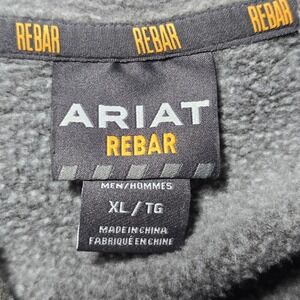 REBAR REBAR REBAR
ARIAT
REBAR
MEN/HOMMES
XL/TG
MADE IN CHINA
FABRIQUÉ EN CHINE